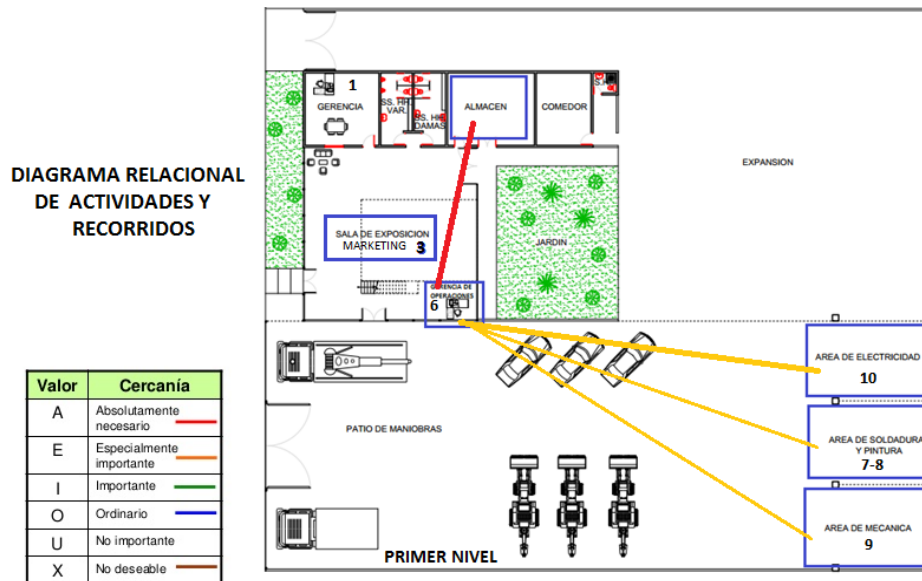 DIAGRAMA RELACIONAL
DE ACTIVIDADES Y
RECORRIDOS
1
GERENCIA
SS. HH.
VAR.
SS. HH.
DAMAS
ALMACEN
COMEDOR
EXPANSION
SALA DE EXPOSICION
MARKETING 3
JARDIN
GERENCIA DE
OPERACIONES
6
AREA DE ELECTRICIDAD
10
AREA DE SOLDADURA
Y PINTURA
7-8
AREA DE MECANICA
9
PATIO DE MANIOBRAS
PRIMER NIVEL
Valor Cercanía
A Absolutamente
necesario
E Especialmente
importante
I Importante
O Ordinario
U No importante
X No deseable